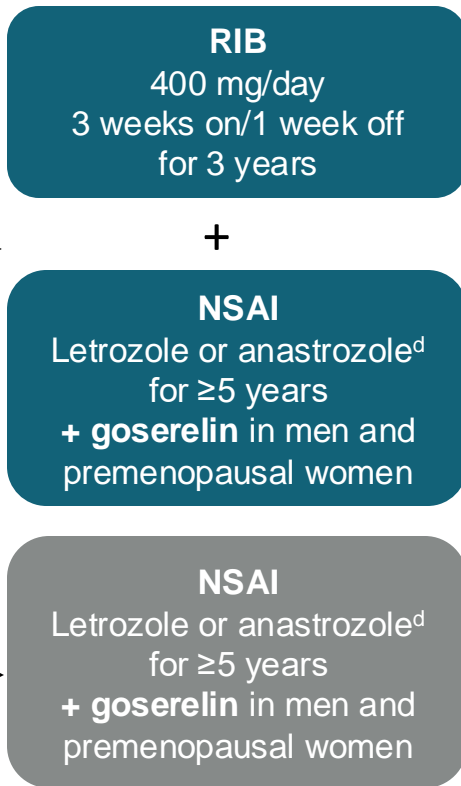 RIB
400 mg/day
3 weeks on/1 week off
for 3 years
+
NSAI
Letrozole or anastrozoleᵈ
for ≥5 years
+ goserelin in men and
premenopausal women
NSAI
Letrozole or anastrozoleᵈ
for ≥5 years
+ goserelin in men and
premenopausal women